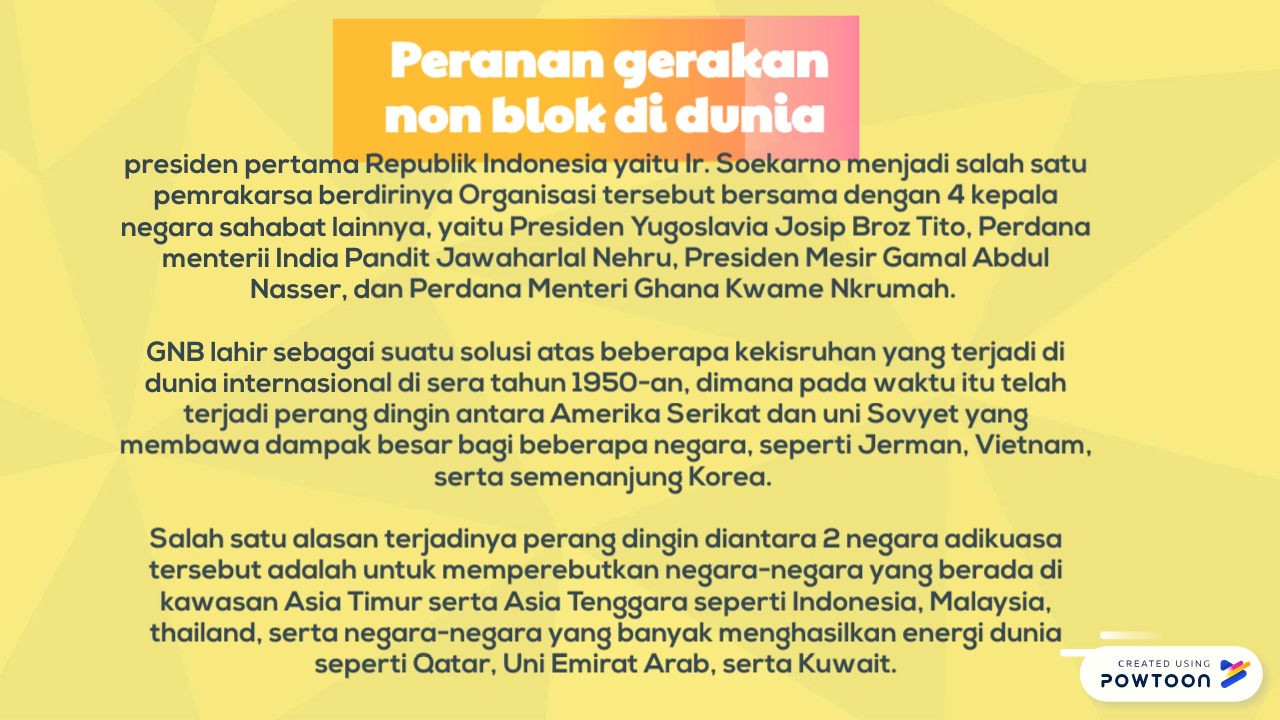 Peranan gerakan
non blok di dunia
presiden pertama Republik Indonesia yaitu Ir. Soekarno menjadi salah satu
pemrakarsa berdirinya Organisasi tersebut bersama dengan 4 kepala
negara sahabat lainnya, yaitu Presiden Yugoslavia Josip Broz Tito, Perdana
menterii India Pandit Jawaharlal Nehru, Presiden Mesir Gamal Abdul
Nasser, dan Perdana Menteri Ghana Kwame Nkrumah.
GNB lahir sebagai suatu solusi atas beberapa kekisruhan yang terjadi di
dunia internasional di sera tahun 1950-an, dimana pada waktu itu telah
terjadi perang dingin antara Amerika Serikat dan uni Sovyet yang
membawa dampak besar bagi beberapa negara, seperti Jerman, Vietnam,
serta semenanjung Korea.
Salah satu alasan terjadinya perang dingin diantara 2 negara adikuasa
tersebut adalah untuk memperebutkan negara-negara yang berada di
kawasan Asia Timur serta Asia Tenggara seperti Indonesia, Malaysia,
thailand, serta negara-negara yang banyak menghasilkan energi dunia
seperti Qatar, Uni Emirat Arab, serta Kuwait.
CREATED USING
POWTOON